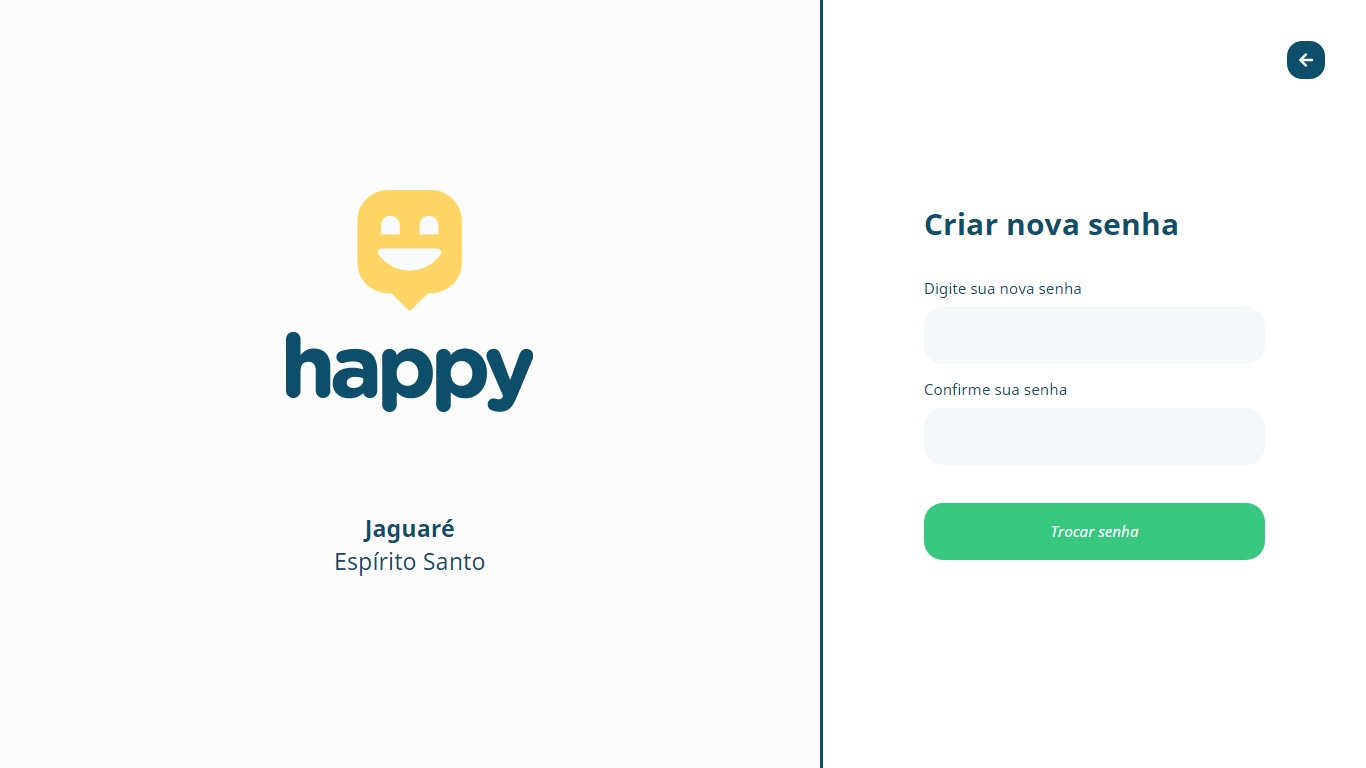 happy
Jaguaré
Espírito Santo
Criar nova senha
Digite sua nova senha
Confirme sua senha
Trocar senha